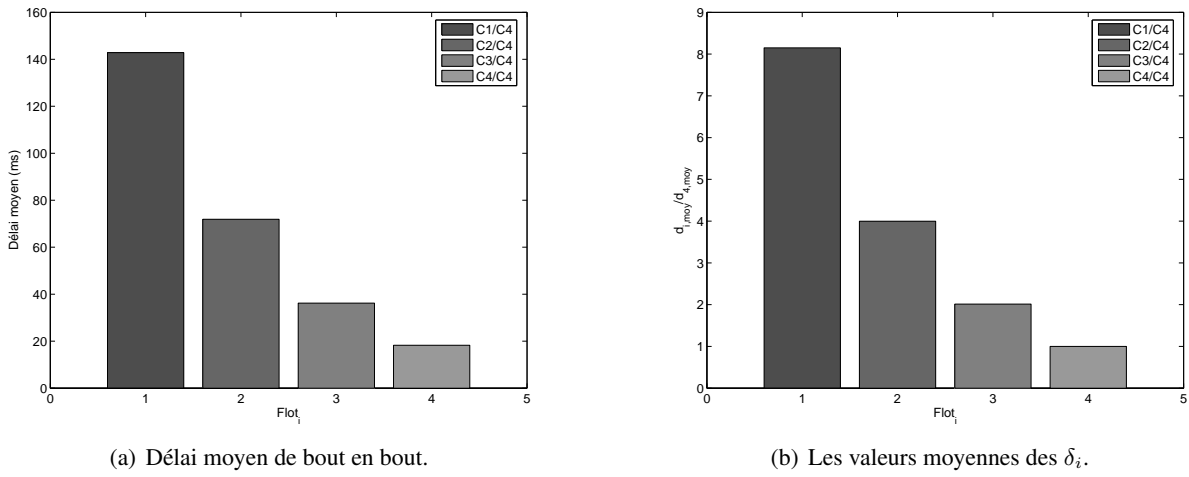 160
140
120
100
80
60
40
20
0
Délai moyen (ms)
0 1 2 3 4 5
Flot_i
C1/C4
C2/C4
C3/C4
C4/C4
(a) Délai moyen de bout en bout.
9
8
7
6
5
4
3
2
1
0
d_{i,moy}/d_{4,moy}
0 1 2 3 4 5
Flot_i
C1/C4
C2/C4
C3/C4
C4/C4
(b) Les valeurs moyennes des δ_i.